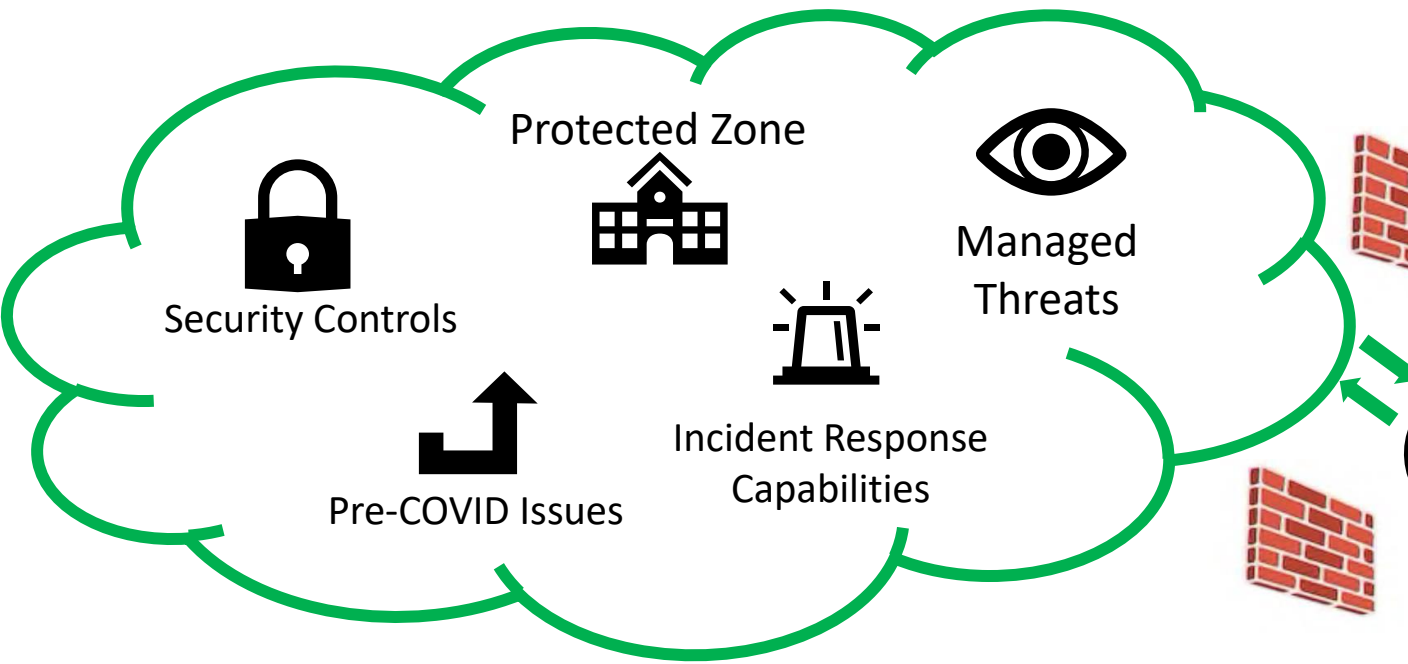 Protected Zone
Managed
Threats
Security Controls
Incident Response
Capabilities
Pre-COVID Issues